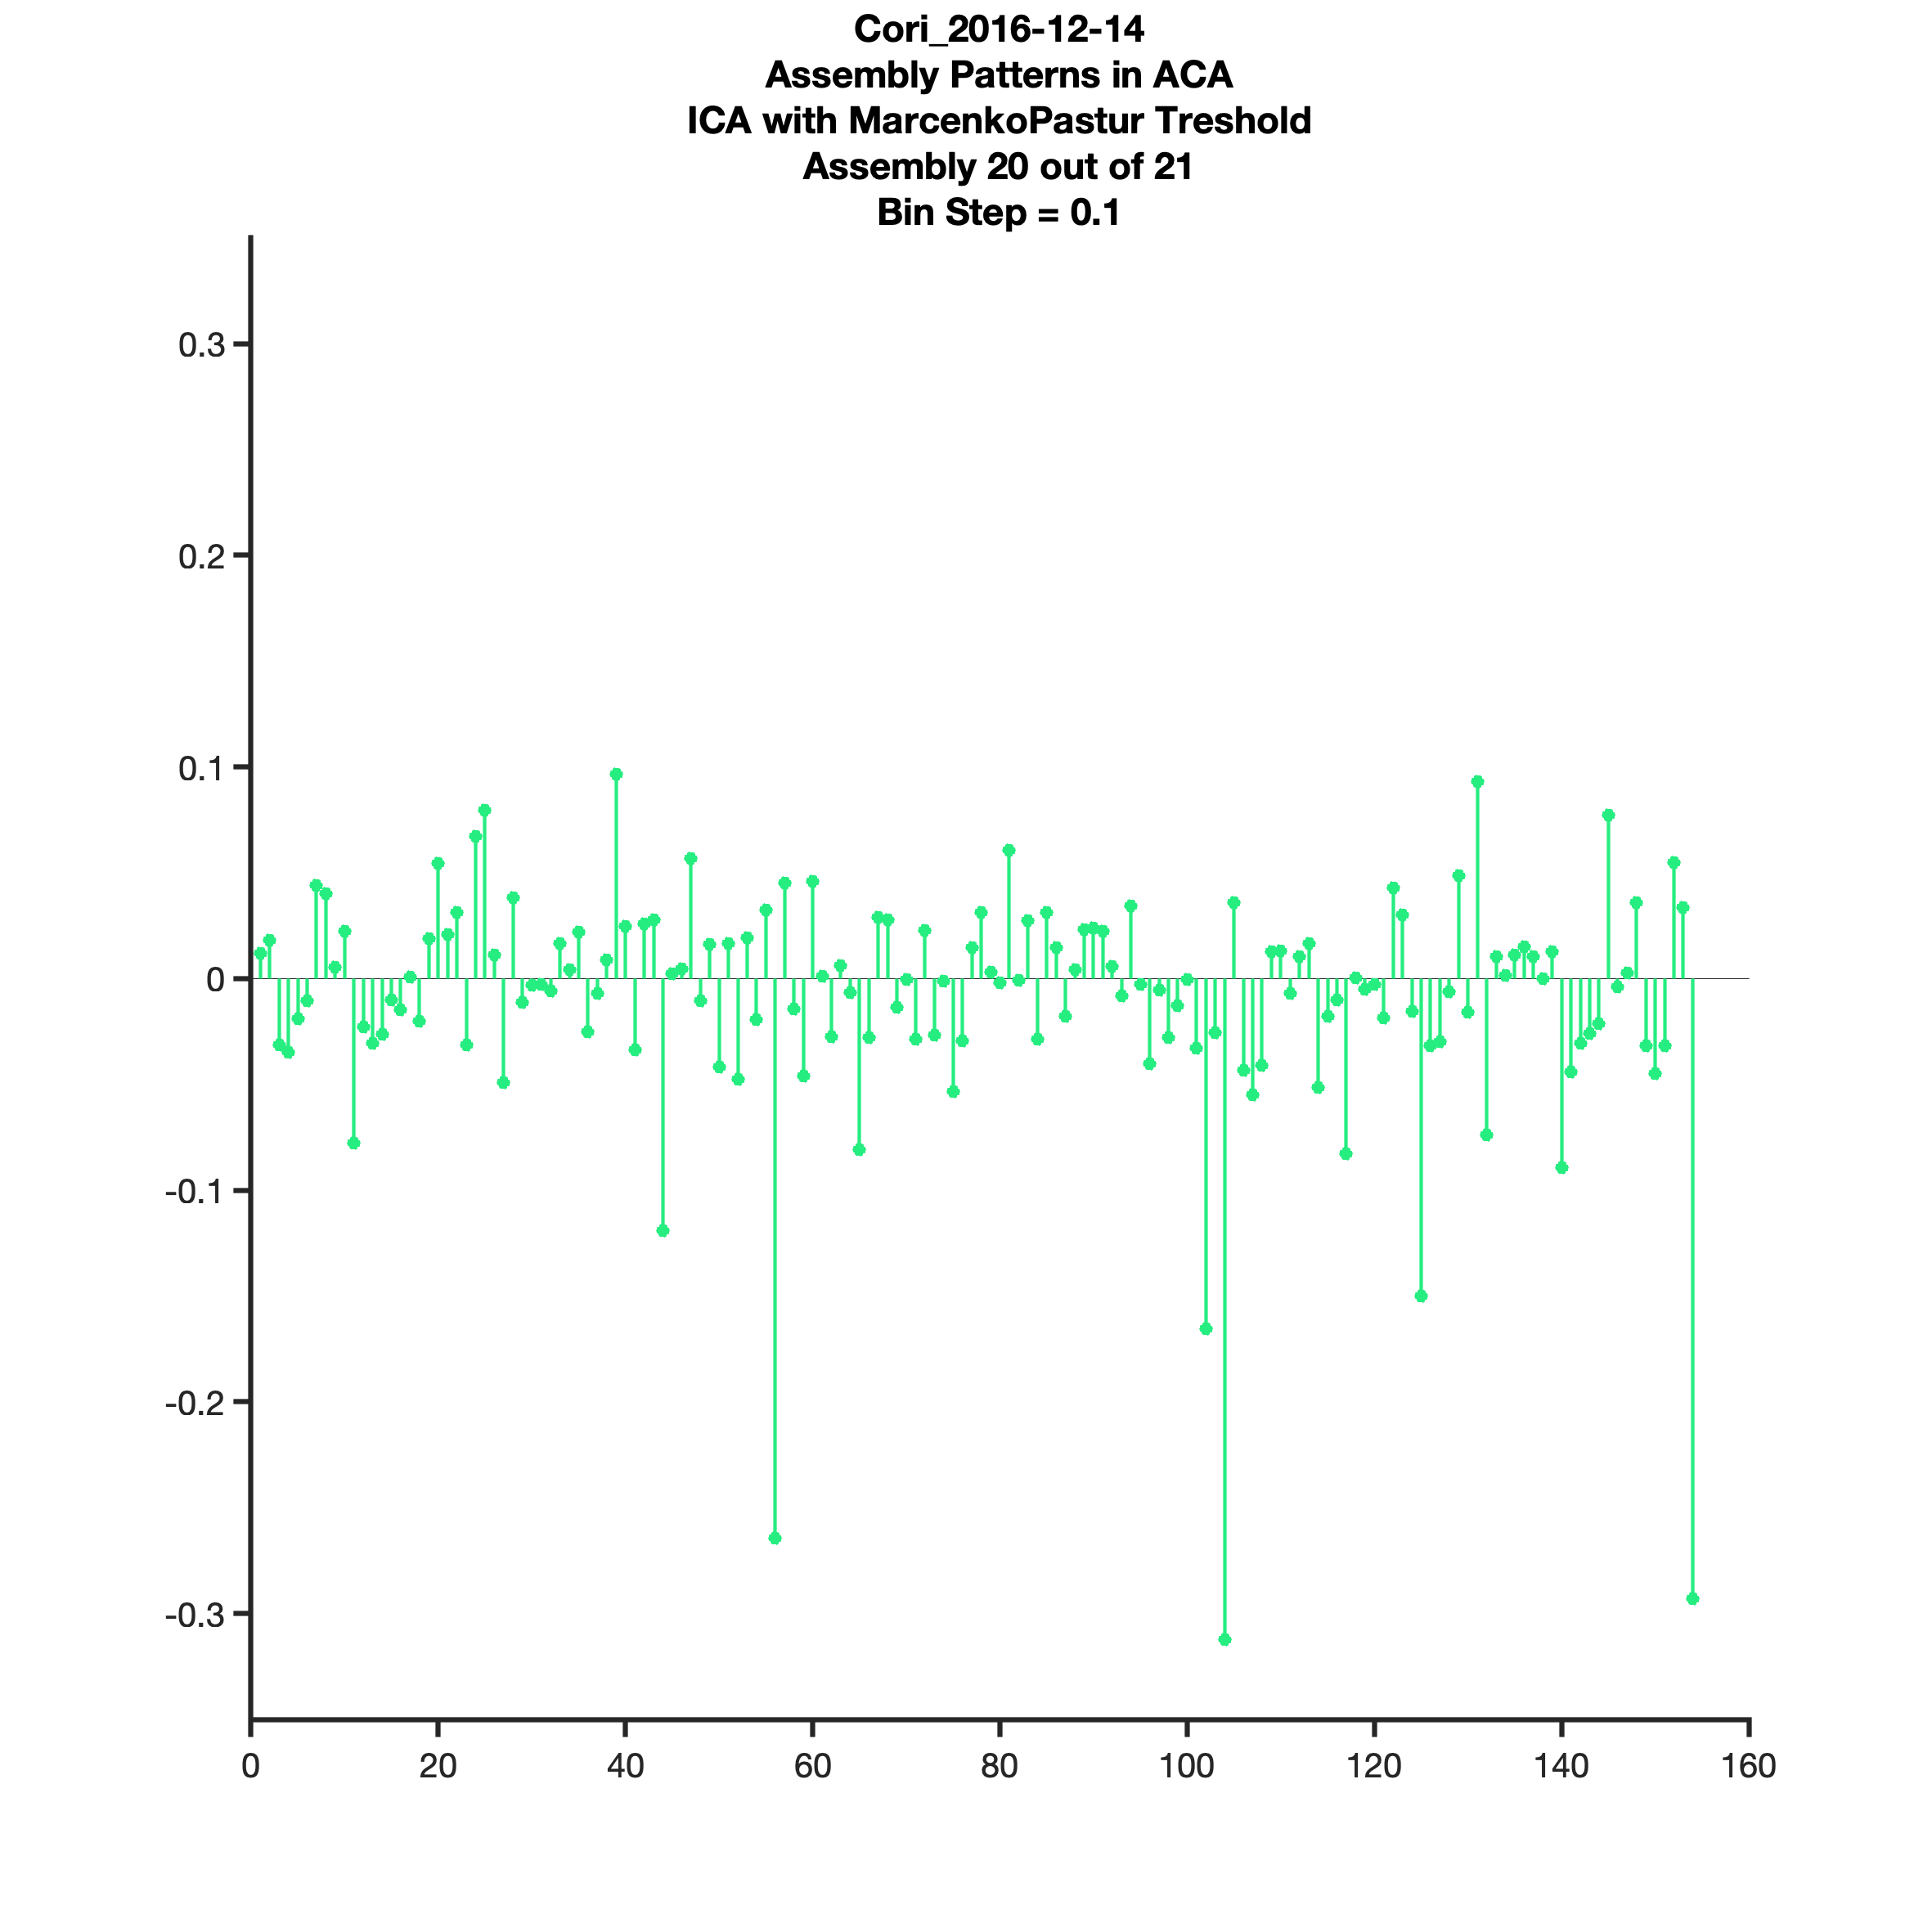 Cori_2016-12-14
Assembly Patterns in ACA
ICA with MarcenkoPastur Treshold
Assembly 20 out of 21
Bin Step = 0.1
0.3
0.2
0.1
0
-0.1
-0.2
-0.3
0 20 40 60 80 100 120 140 160